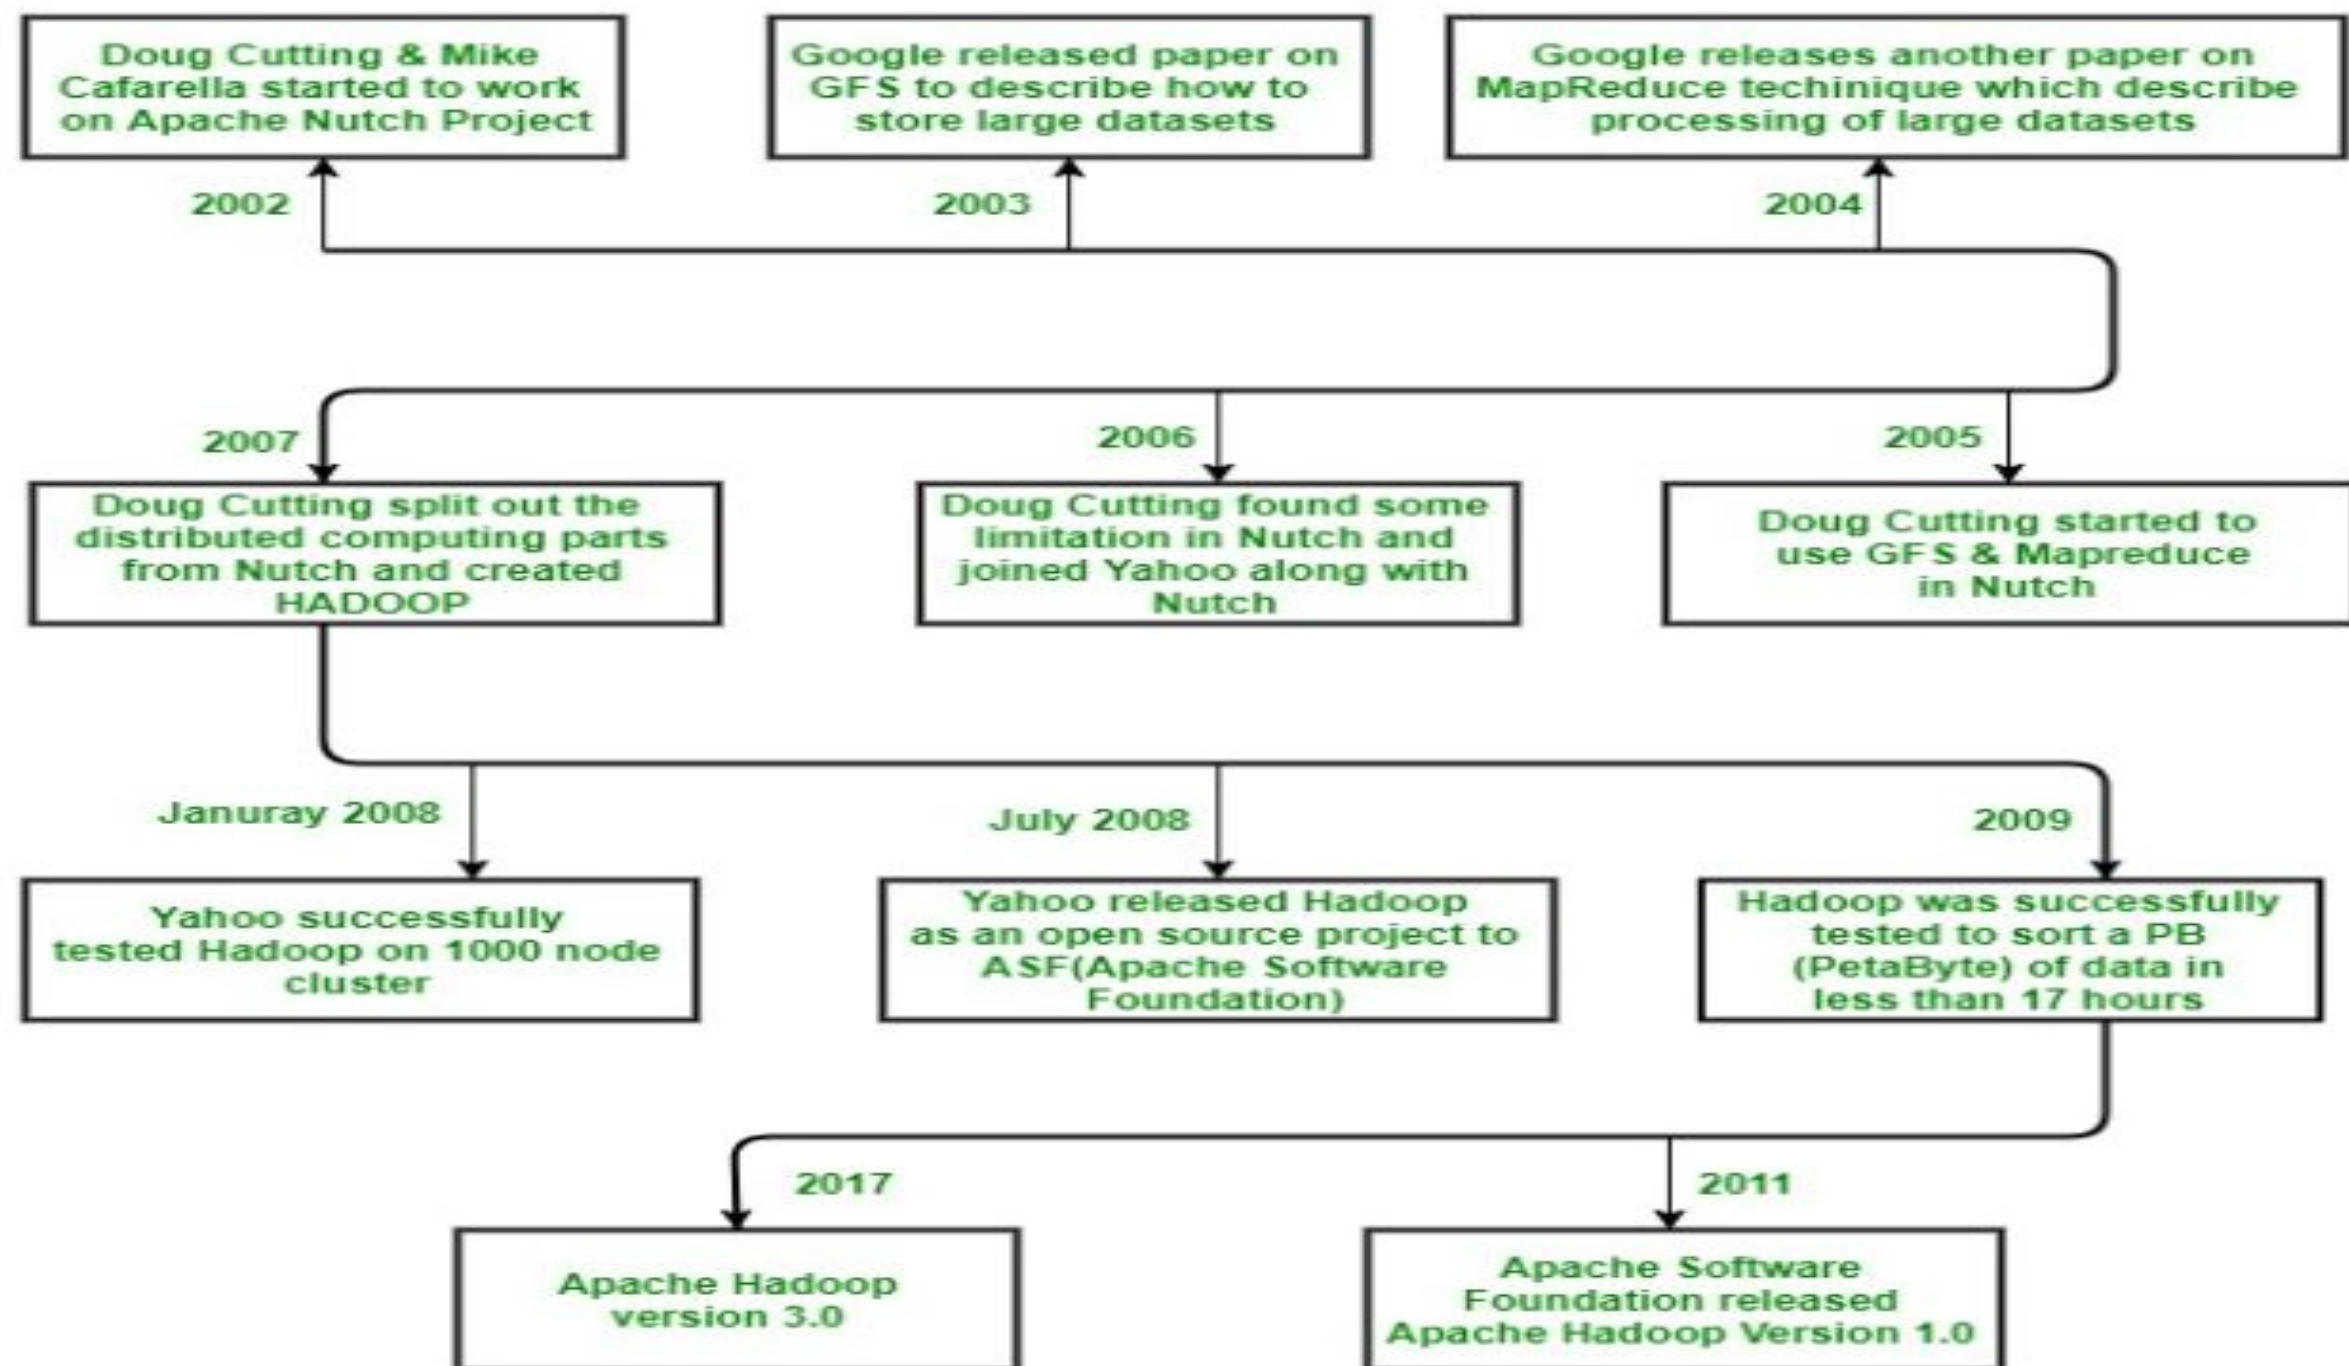 Doug Cutting & Mike
Cafarella started to work
on Apache Nutch Project
2002
Google released paper on
GFS to describe how to
store large datasets
2003
Google releases another paper on
MapReduce techinique which describe
processing of large datasets
2004
2007
Doug Cutting split out the
distributed computing parts
from Nutch and created
HADOOP
2006
Doug Cutting found some
limitation in Nutch and
joined Yahoo along with
Nutch
2005
Doug Cutting started to
use GFS & Mapreduce
in Nutch
Januray 2008
Yahoo successfully
tested Hadoop on 1000 node
cluster
July 2008
Yahoo released Hadoop
as an open source project to
ASF(Apache Software
Foundation)
2009
Hadoop was successfully
tested to sort a PB
(PetaByte) of data in
less than 17 hours
2017
Apache Hadoop
version 3.0
2011
Apache Software
Foundation released
Apache Hadoop Version 1.0